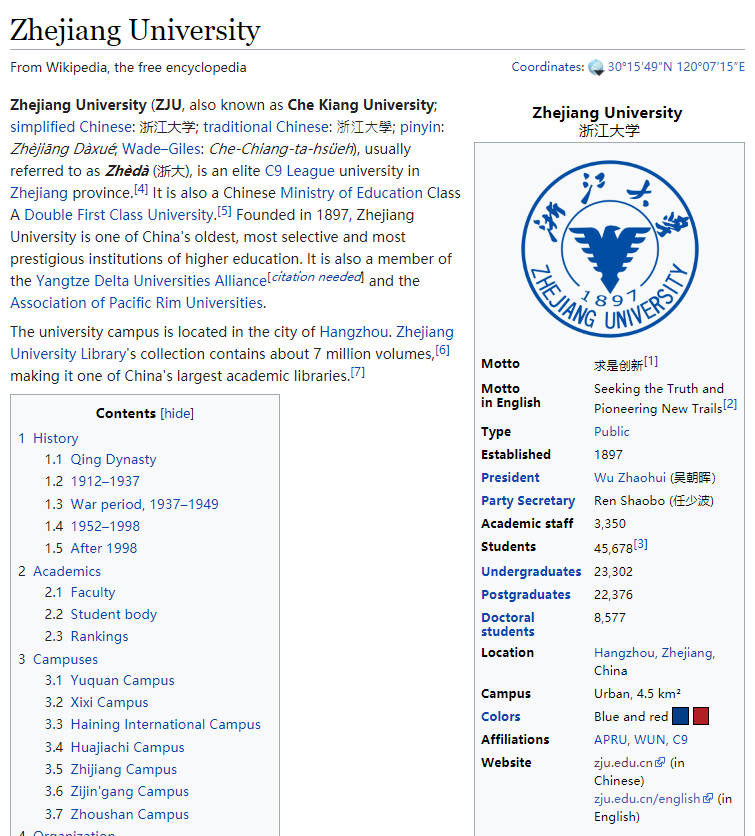 Zhejiang University
From Wikipedia, the free encyclopedia
Coordinates: 30°15′49″N 120°07′15″E
Zhejiang University (ZJU, also known as Che Kiang University;
simplified Chinese: 浙江大学; traditional Chinese: 浙江大學; pinyin:
Zhèjiāng Dàxué; Wade–Giles: Che-Chiang-ta-hsüeh), usually
referred to as Zhèdà (浙大), is an elite C9 League university in
Zhejiang province.[4] It is also a Chinese Ministry of Education Class
A Double First Class University.[5] Founded in 1897, Zhejiang
University is one of China's oldest, most selective and most
prestigious institutions of higher education. It is also a member of
the Yangtze Delta Universities Alliance[citation needed] and the
Association of Pacific Rim Universities.
The university campus is located in the city of Hangzhou. Zhejiang
University Library's collection contains about 7 million volumes,[6]
making it one of China's largest academic libraries.[7]
Contents [hide]
1 History
1.1 Qing Dynasty
1.2 1912–1937
1.3 War period, 1937–1949
1.4 1952–1998
1.5 After 1998
2 Academics
2.1 Faculty
2.2 Student body
2.3 Rankings
3 Campuses
3.1 Yuquan Campus
3.2 Xixi Campus
3.3 Haining International Campus
3.4 Huajiachi Campus
3.5 Zhijiang Campus
3.6 Zijin'gang Campus
3.7 Zhoushan Campus
4 Organization
Zhejiang University
浙江大学
浙江大學
1897
ZHEJIANG UNIVERSITY
Motto 求是创新[1]
Motto Seeking the Truth and
in English Pioneering New Trails[2]
Type Public
Established 1897
President Wu Zhaohui (吴朝晖)
Party Secretary Ren Shaobo (任少波)
Academic staff 3,350
Students 45,678[3]
Undergraduates 23,302
Postgraduates 22,376
Doctoral 8,577
students
Location Hangzhou, Zhejiang,
China
Campus Urban, 4.5 km²
Colors Blue and red
Affiliations APRU, WUN, C9
Website zju.edu.cn (in
Chinese)
zju.edu.cn/english (in
English)